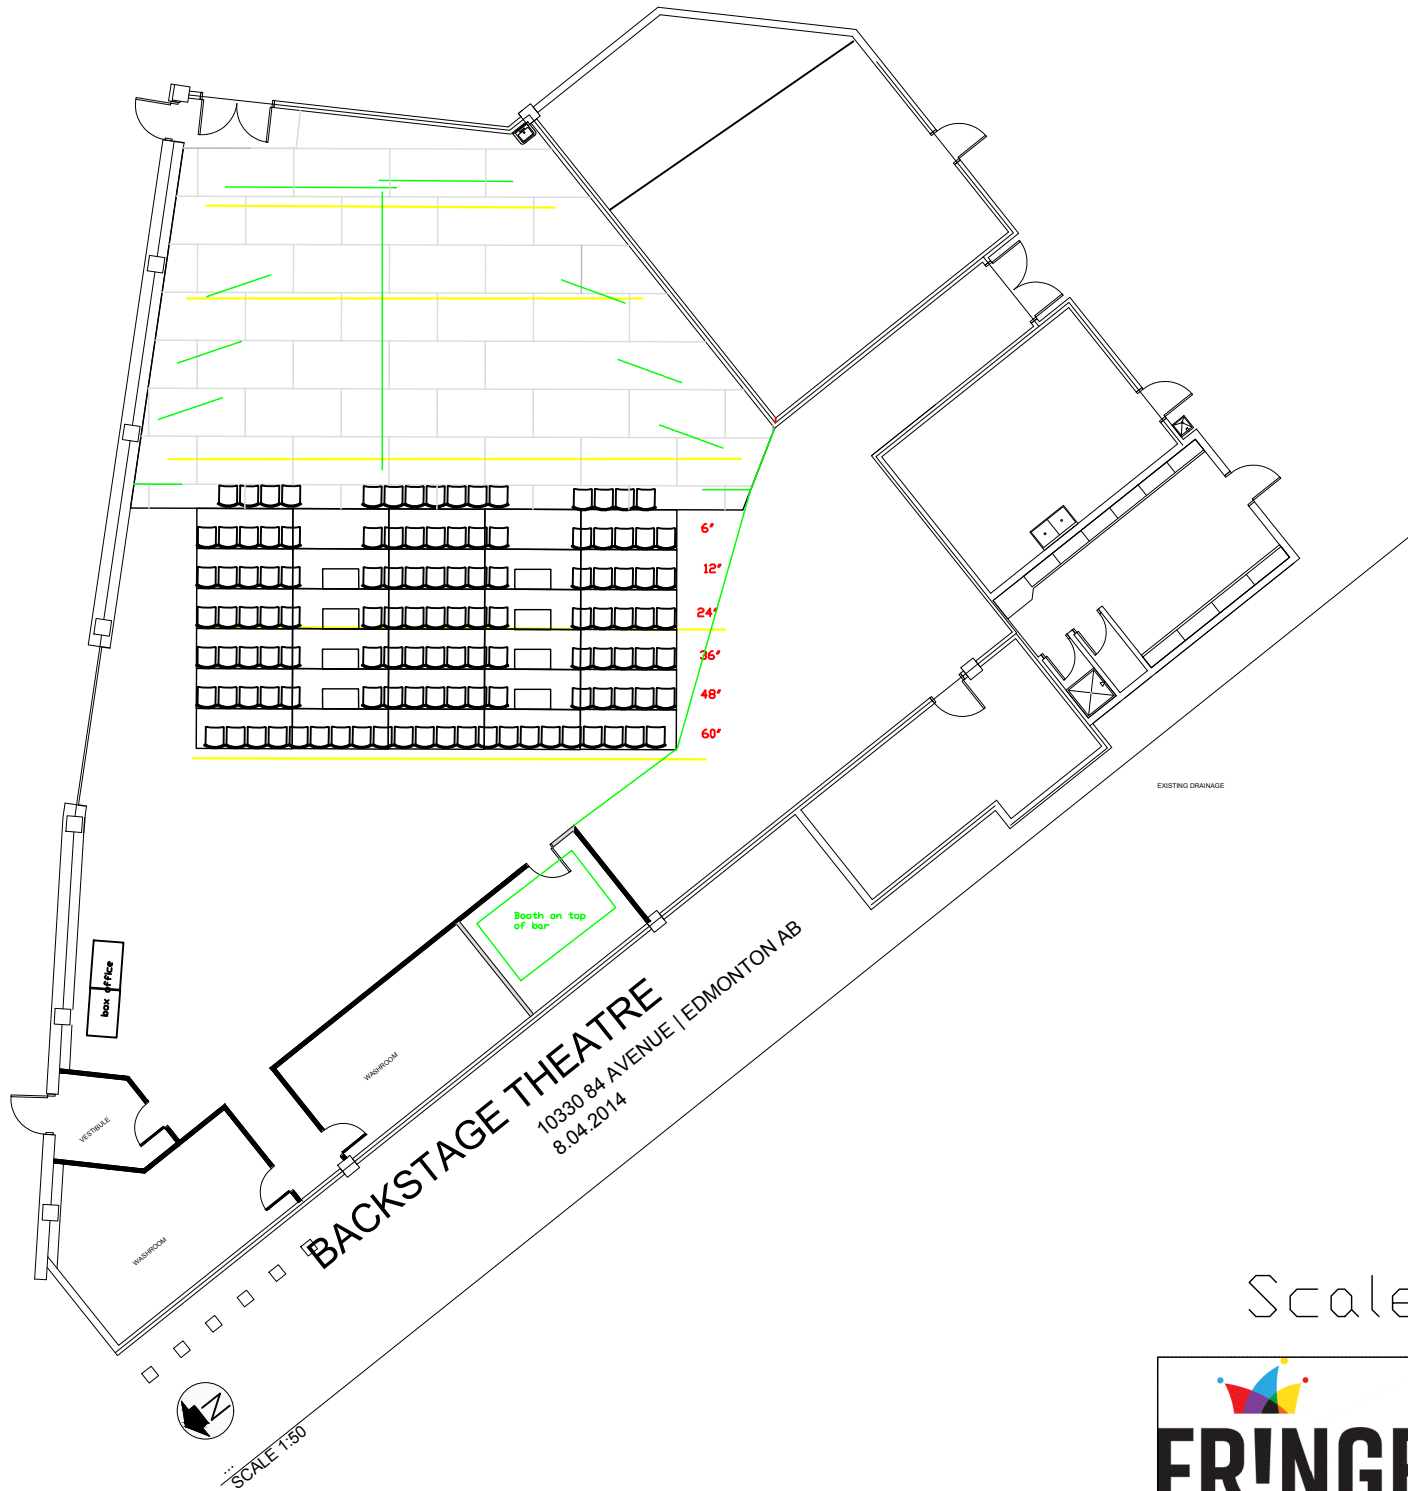 6"
12"
24"
36"
48"
60"
EXISTING DRAINAGE
Booth on top
of bar
box office
WASHROOM
VESTIBULE
WASHROOM
BACKSTAGE THEATRE
10330 84 AVENUE | EDMONTON AB
8.04.2014
N
...
SCALE 1:50
Scale
FRINGE